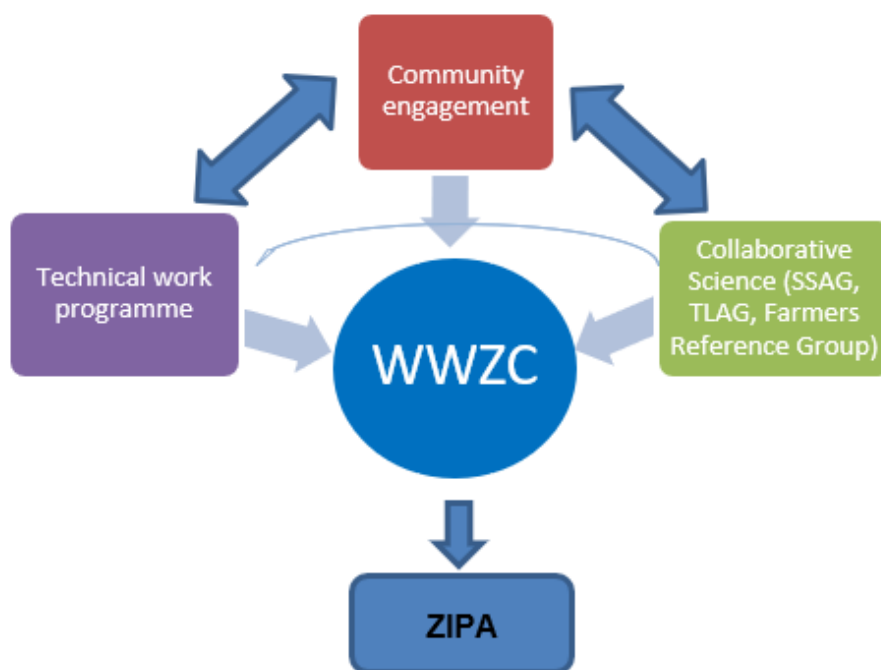 Community
engagement
Technical work
programme
Collaborative
Science (SSAG,
TLAG, Farmers
Reference Group)
WWZC
ZIPA